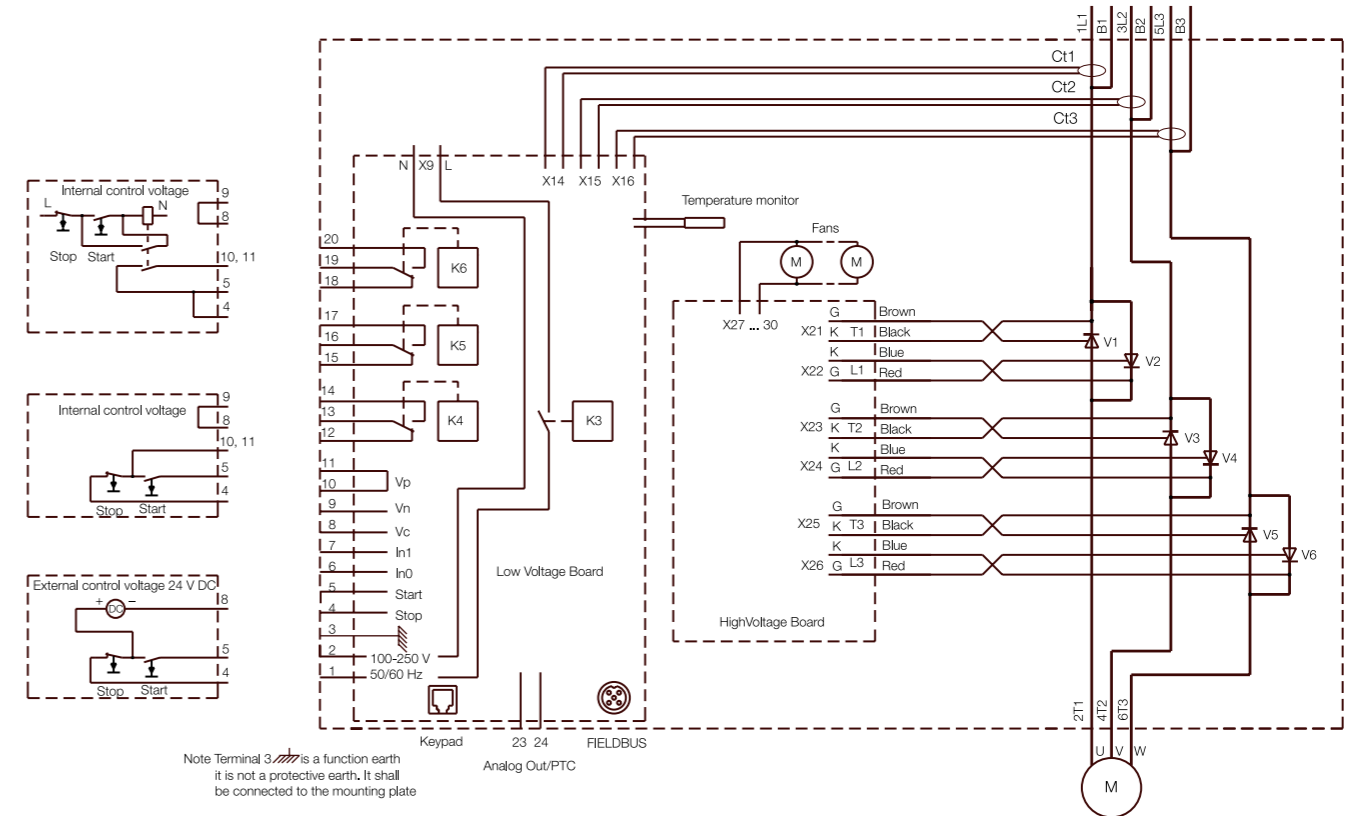 1L1
B1
3L2
B2
5L3
B3
Ct1
Ct2
Ct3
N X9 L
X14 X15 X16
Temperature monitor
Fans
M M
X27 ... 30
Internal control voltage
L N
Stop Start
9
8
10, 11
5
4
Internal control voltage
9
8
10, 11
5
4
Stop Start
External control voltage 24 V DC
+ DC −
8
5
4
Stop Start
20
19
18
K6
17
16
15
K5
14
13
12
K4
K3
11
10 Vp
9 Vn
8 Vc
7 In1
6 In0
5 Start
4 Stop
3
2 100-250 V
1 50/60 Hz
Low Voltage Board
Keypad
23 24
Analog Out/PTC
FIELDBUS
G Brown
X21 K T1 Black
K Blue
X22 G L1 Red
V1
V2
G Brown
X23 K T2 Black
K Blue
X24 G L2 Red
V3
V4
G Brown
X25 K T3 Black
K Blue
X26 G L3 Red
V5
V6
HighVoltage Board
2T1
4T2
6T3
U V W
M
Note Terminal 3 is a function earth
it is not a protective earth. It shall
be connected to the mounting plate